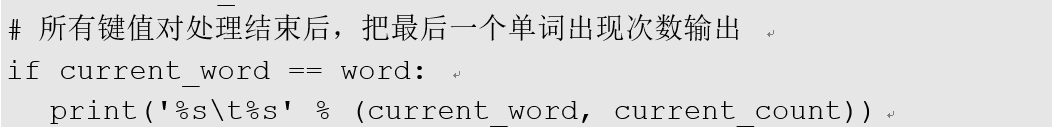 # 所有键值对处理结束后，把最后一个单词出现次数输出
if current_word == word:
print('%s\t%s' % (current_word, current_count))